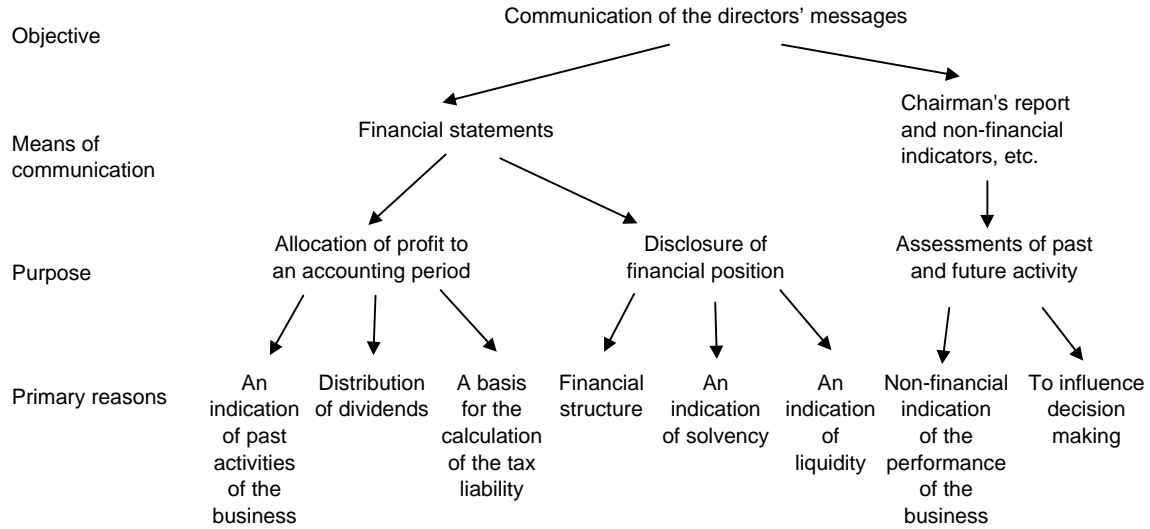 Objective
Communication of the directors’ messages
Means of
communication
Financial statements
Chairman's report
and non-financial
indicators, etc.
Purpose
Allocation of profit to
an accounting period
Disclosure of
financial position
Assessments of past
and future activity
Primary reasons
An
indication
of past
activities
of the
business
Distribution
of dividends
A basis
for the
calculation
of the tax
liability
Financial
structure
An
indication
of solvency
An
indication
of
liquidity
Non-financial
indication
of the
performance
of the
business
To influence
decision
making